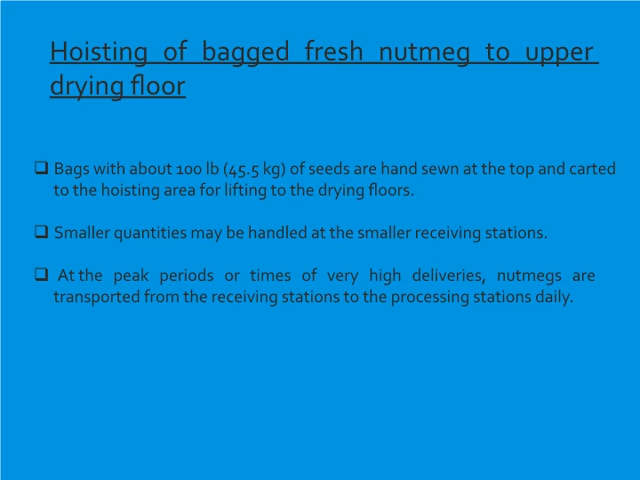 Hoisting of bagged fresh nutmeg to upper
drying floor
❑ Bags with about 100 lb (45.5 kg) of seeds are hand sewn at the top and carted
to the hoisting area for lifting to the drying floors.
❑ Smaller quantities may be handled at the smaller receiving stations.
❑ At the peak periods or times of very high deliveries, nutmegs are
transported from the receiving stations to the processing stations daily.